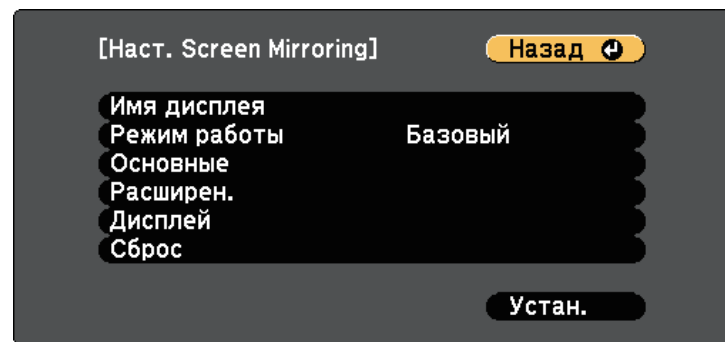 [Наст. Screen Mirroring] Назад
Имя дисплея
Режим работы Базовый
Основные
Расширен.
Дисплей
Сброс
Устан.